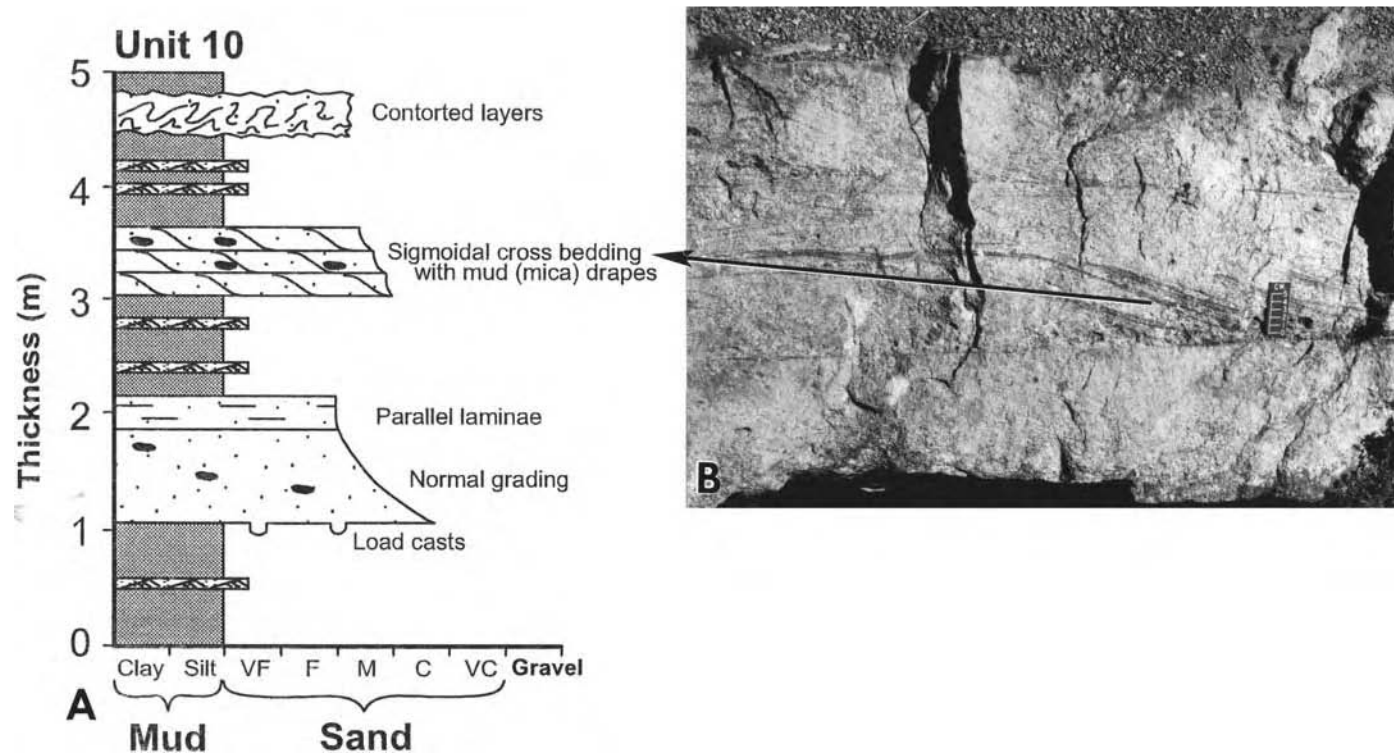 Unit 10
5
Contorted layers
4
Sigmoidal cross bedding
with mud (mica) drapes
3
Thickness (m)
2
Parallel laminae
Normal grading
1
Load casts
0
Clay Silt VF F M C VC Gravel
A
Mud Sand
B